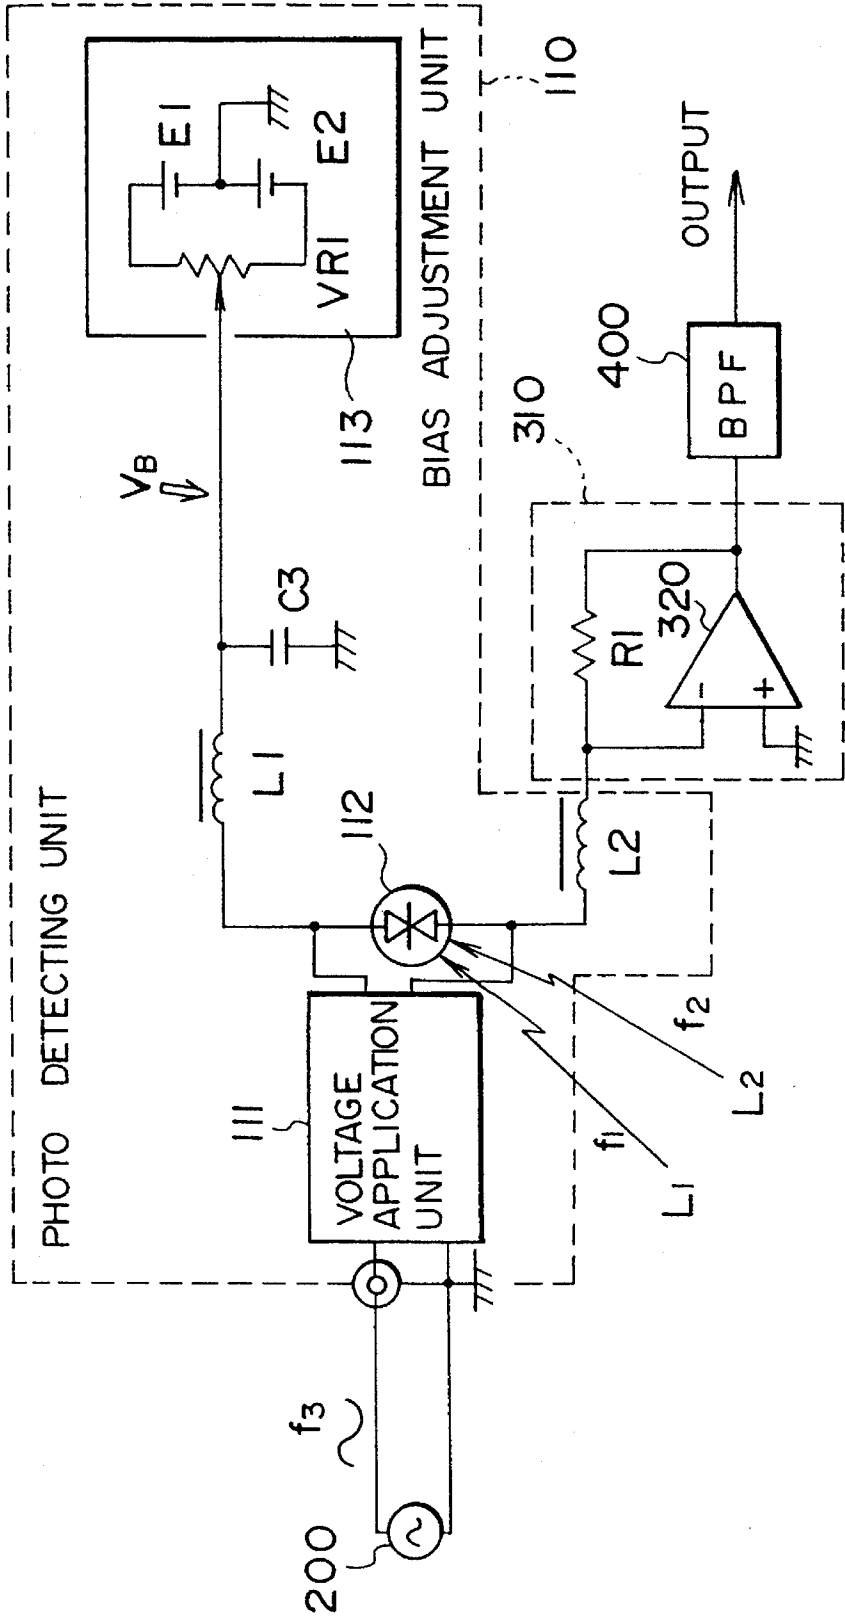 PHOTO DETECTING UNIT
110
E1
E2
VR1
113
BIAS ADJUSTMENT UNIT
VB
C3
L1
112
L2
111
VOLTAGE
APPLICATION
UNIT
f1
L1
f2
L2
f3
200
310
R1
320
-
+
400
BPF
OUTPUT